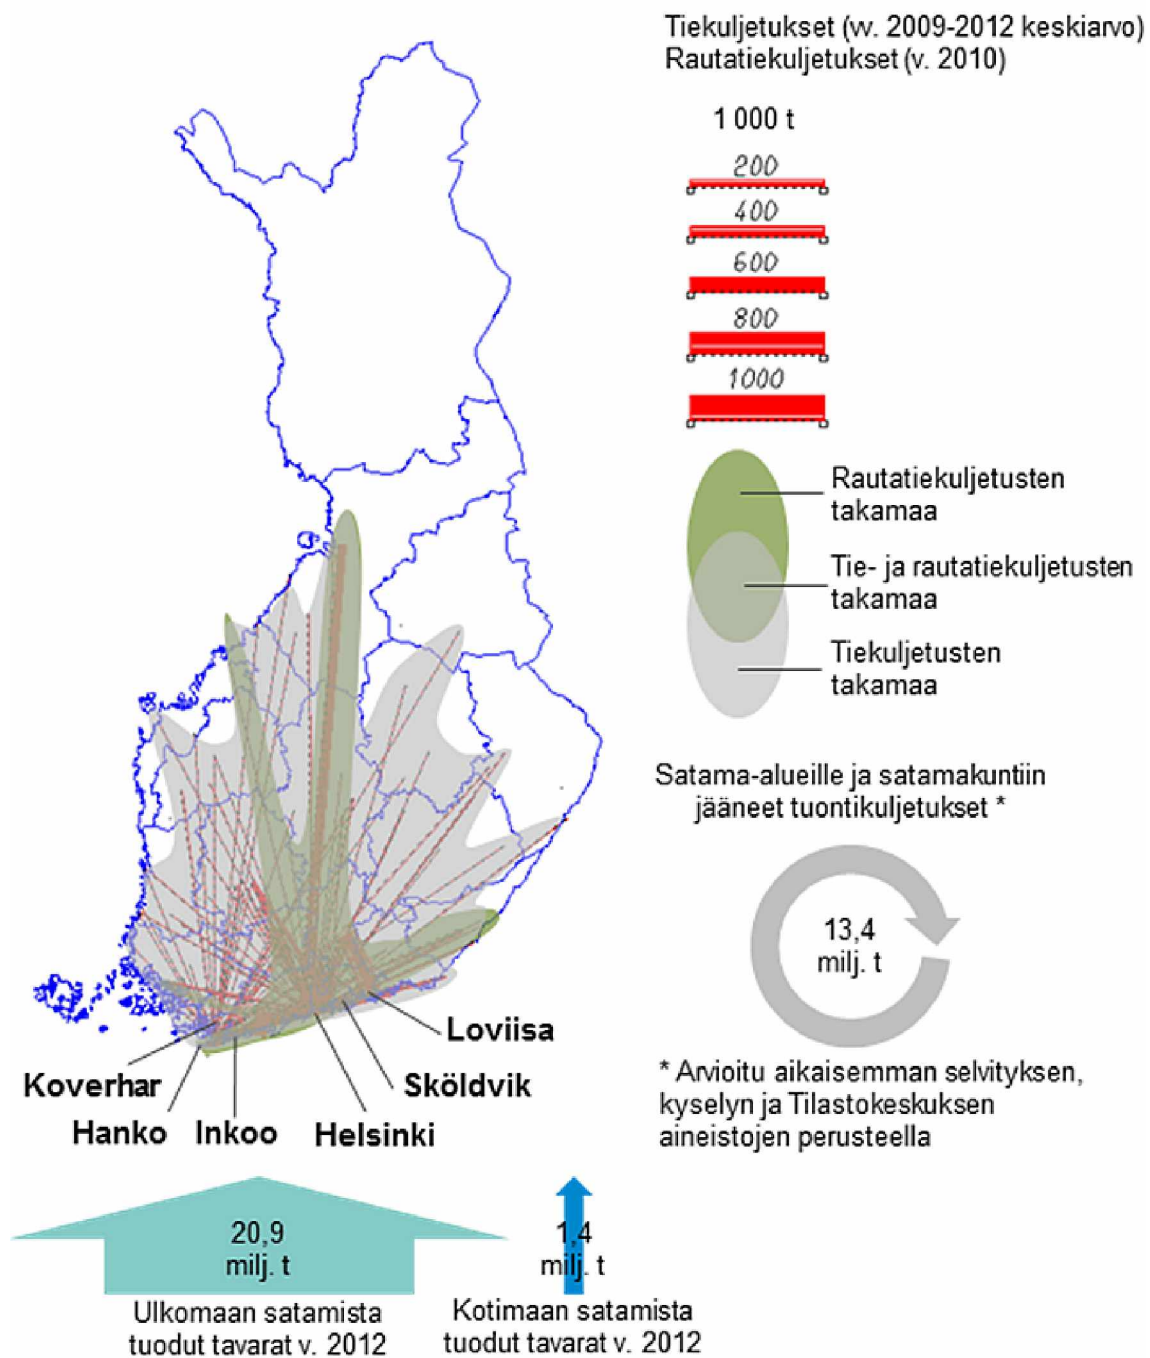 Tiekuljetukset (vv. 2009-2012 keskiarvo)
Rautatiekuljetukset (v. 2010)
1 000 t
200
400
600
800
1000
Rautatiekuljetusten
takamaa
Tie- ja rautatiekuljetusten
takamaa
Tiekuljetusten
takamaa
Satama-alueille ja satamakuntiin
jääneet tuontikuljetukset *
13,4
milj. t
* Arvioitu aikaisemman selvityksen,
kyselyn ja Tilastokeskuksen
aineistojen perusteella
Loviisa
Sköldvik
Koverhar
Hanko
Inkoo
Helsinki
20,9
milj. t
Ulkomaan satamista
tuodut tavarat v. 2012
1,4
milj. t
Kotimaan satamista
tuodut tavarat v. 2012